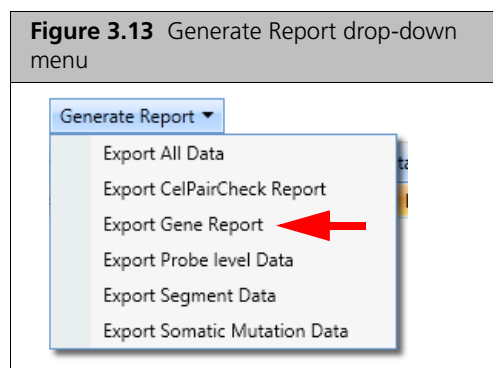 Figure 3.13 Generate Report drop-down
menu
Generate Report
Export All Data
Export CelPairCheck Report
Export Gene Report
Export Probe level Data
Export Segment Data
Export Somatic Mutation Data